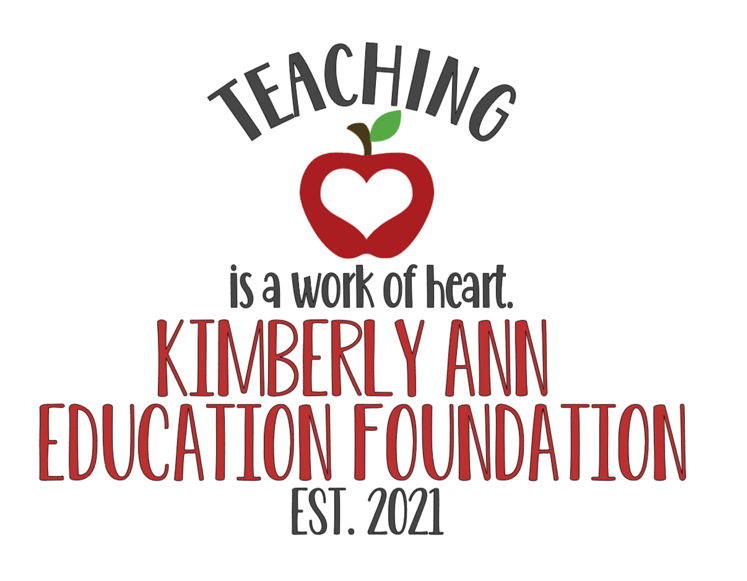 TEACHING
is a work of heart.
KIMBERLY ANN
EDUCATION FOUNDATION
EST. 2021